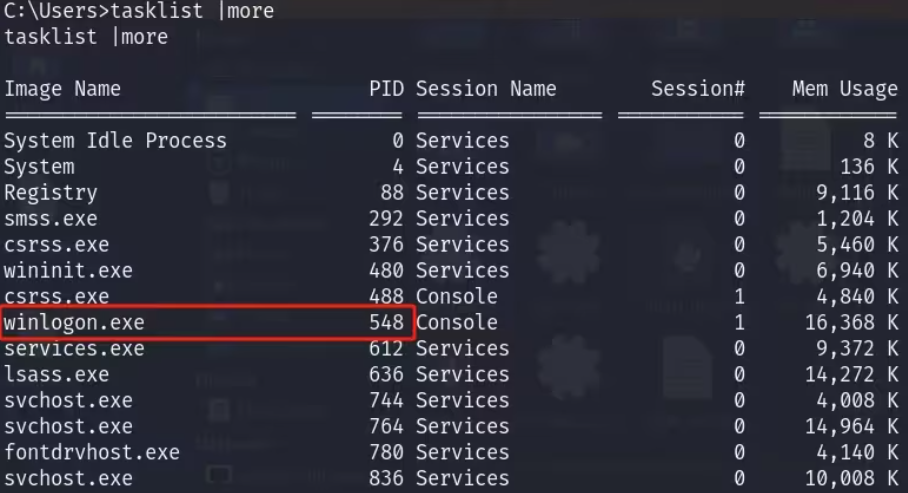 C:\Users>tasklist |more
tasklist |more
Image Name PID Session Name Session# Mem Usage
System Idle Process 0 Services 0 8 K
System 4 Services 0 136 K
Registry 88 Services 0 9,116 K
smss.exe 292 Services 0 1,204 K
csrss.exe 376 Services 0 5,460 K
wininit.exe 480 Services 0 6,940 K
csrss.exe 488 Console 1 4,840 K
winlogon.exe 548 Console 1 16,368 K
services.exe 612 Services 0 9,372 K
lsass.exe 636 Services 0 14,272 K
svchost.exe 744 Services 0 4,008 K
svchost.exe 764 Services 0 14,964 K
fontdrvhost.exe 780 Services 0 4,140 K
svchost.exe 836 Services 0 10,008 K